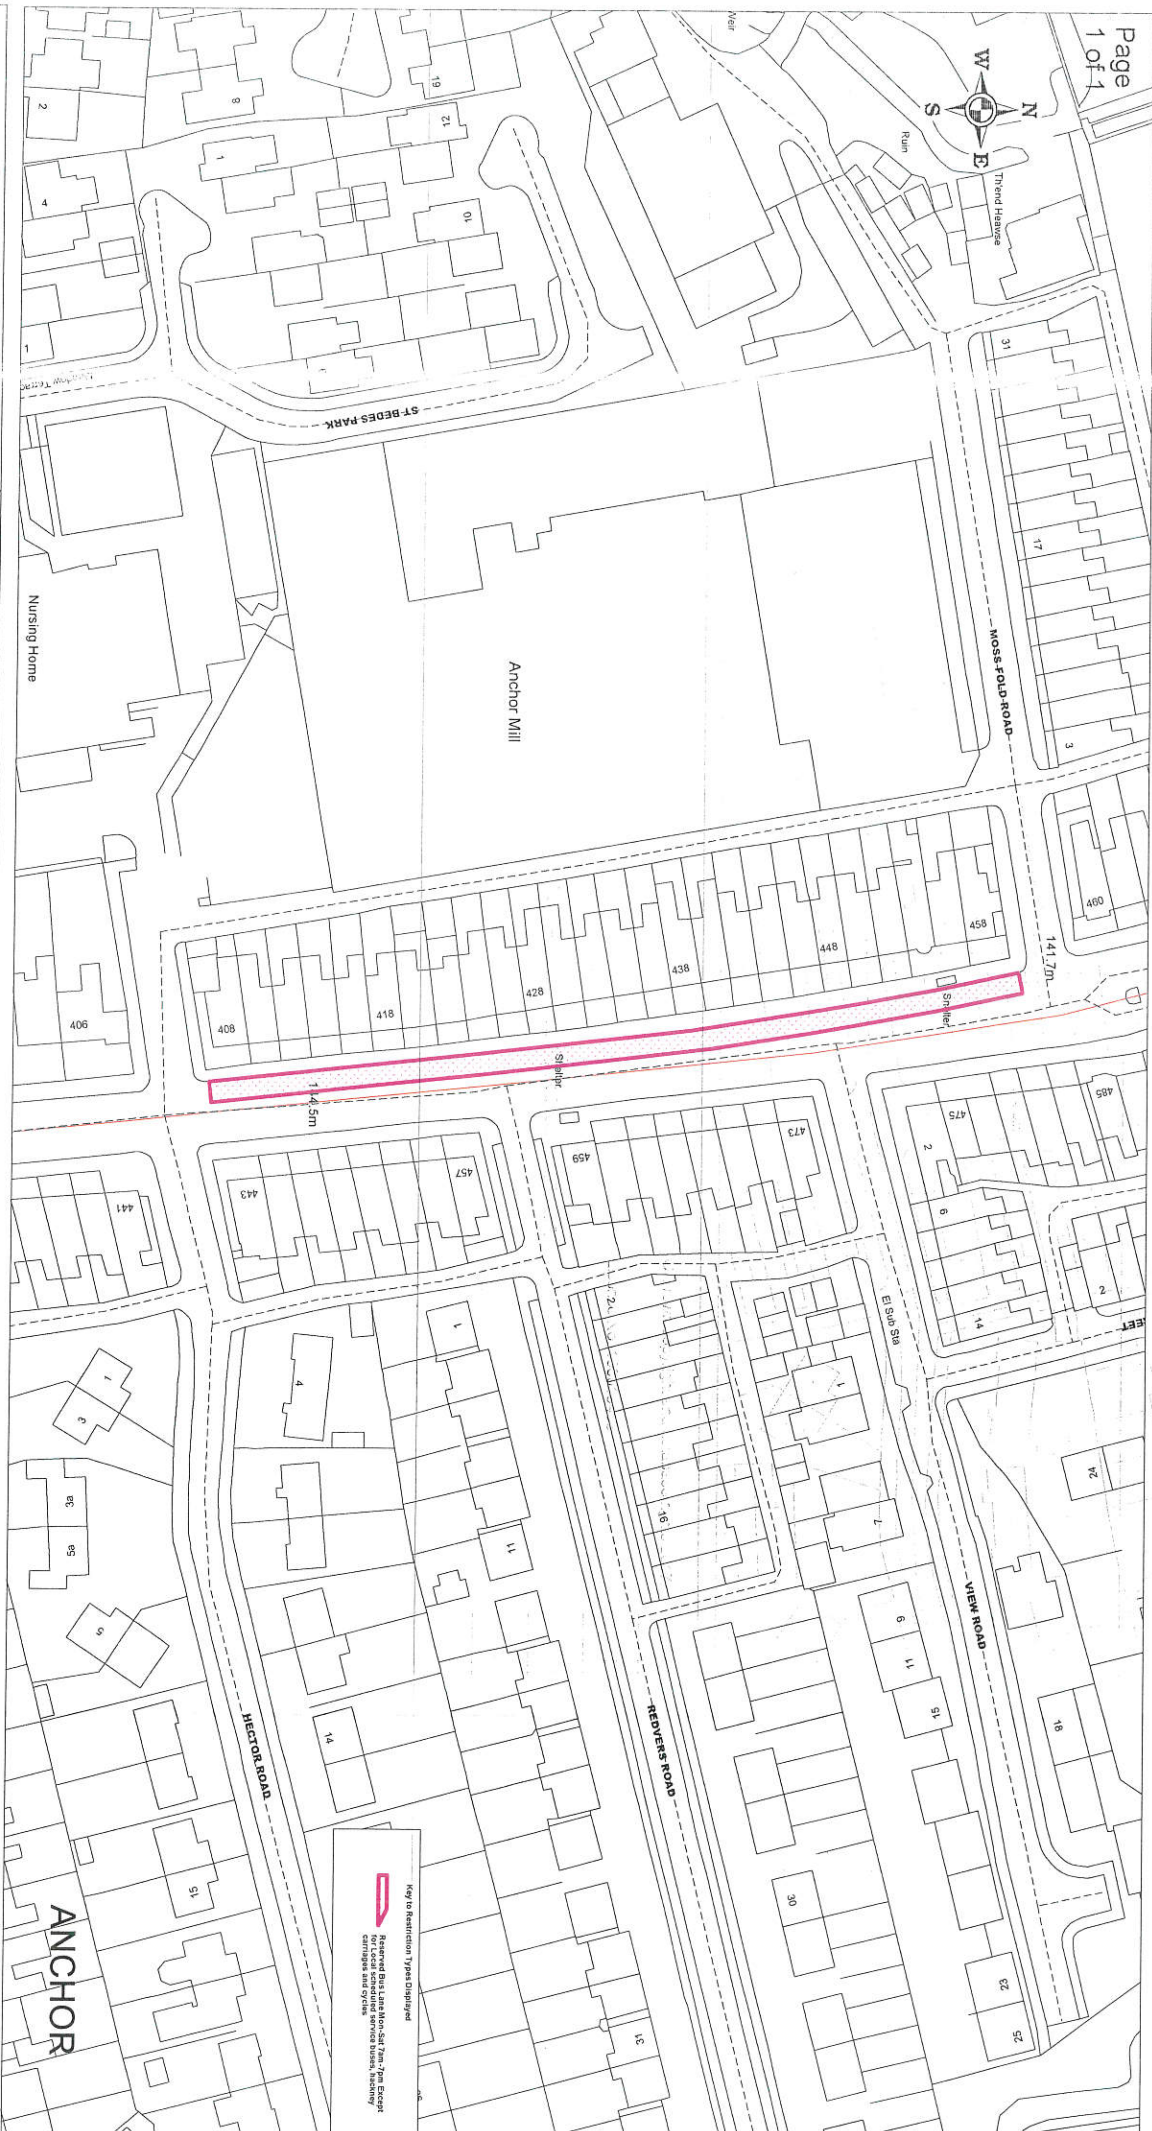 Page
1 of 1
W
N
S
E
Weir
Ruin
Th'end Heawse
31
17
3
MOSS FOLD ROAD
2
8
19
12
1
4
10
1
ST BEDES PARK
Nursing Home
Anchor Mill
460
141.7m
458
448
438
428
418
408
406
Shelter
Shelter
441
443
457
459
473
475
485
2
6
14
2
El Sub Sta
1
7
9
11
15
VIEW ROAD
24
18
23
25
2
16
REDVERS ROAD
30
31
1
11
4
14
HECTOR ROAD
1
3
3a
5a
5
15
ANCHOR
Key to Restriction Types Displayed
Reserved Bus Lane Mon-Sat 7am-7pm Except
for Local scheduled service buses, hackney
carriages and cycles